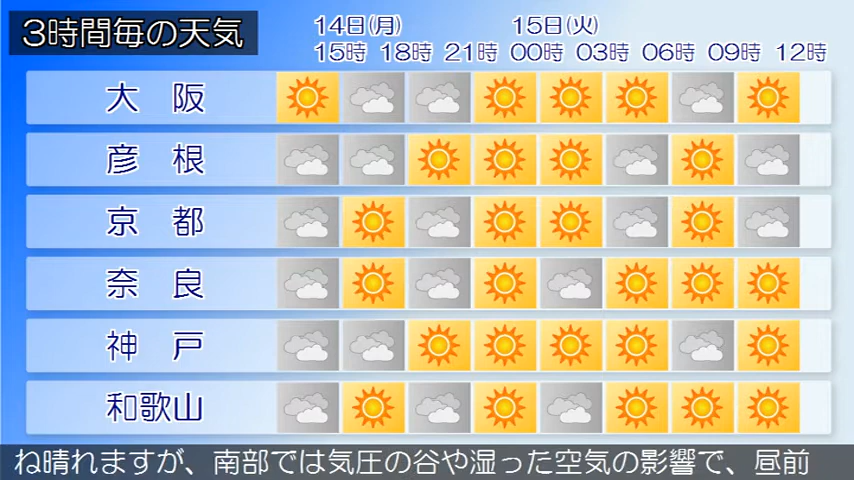 3時間毎の天気
14日(月) 15日(火)
15時 18時 21時 00時 03時 06時 09時 12時
大 阪
彦 根
京 都
奈 良
神 戸
和歌山
ね晴れますが、南部では気圧の谷や湿った空気の影響で、昼前